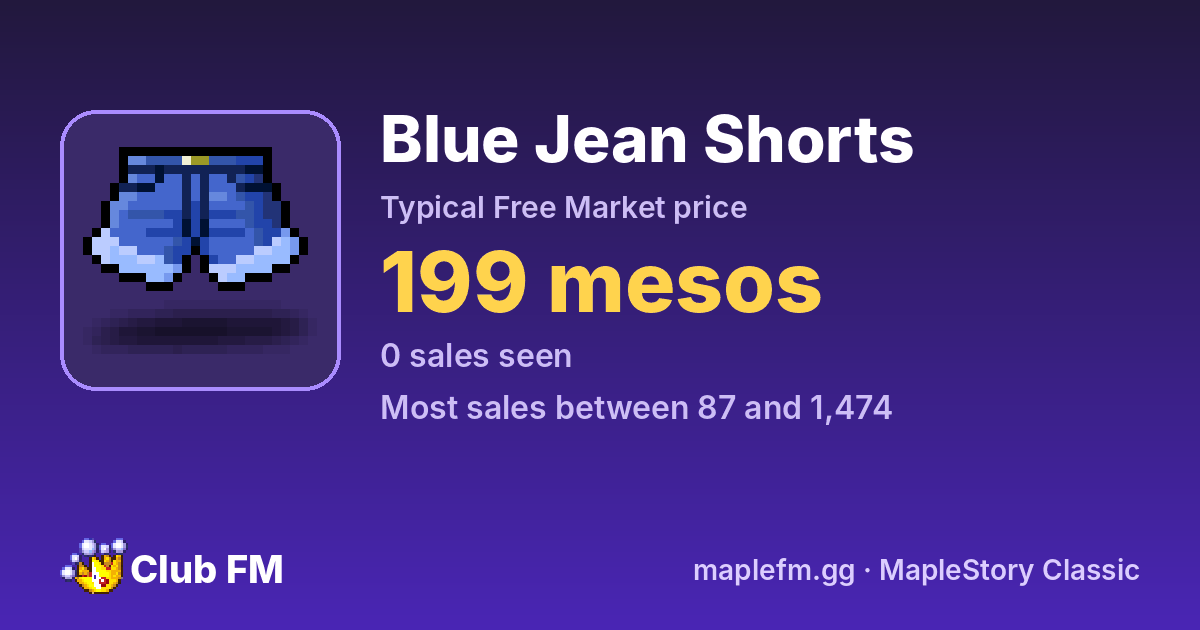 Blue Jean Shorts
Typical Free Market price
199 mesos
0 sales seen
Most sales between 87 and 1,474
Club FM
maplefm.gg · MapleStory Classic